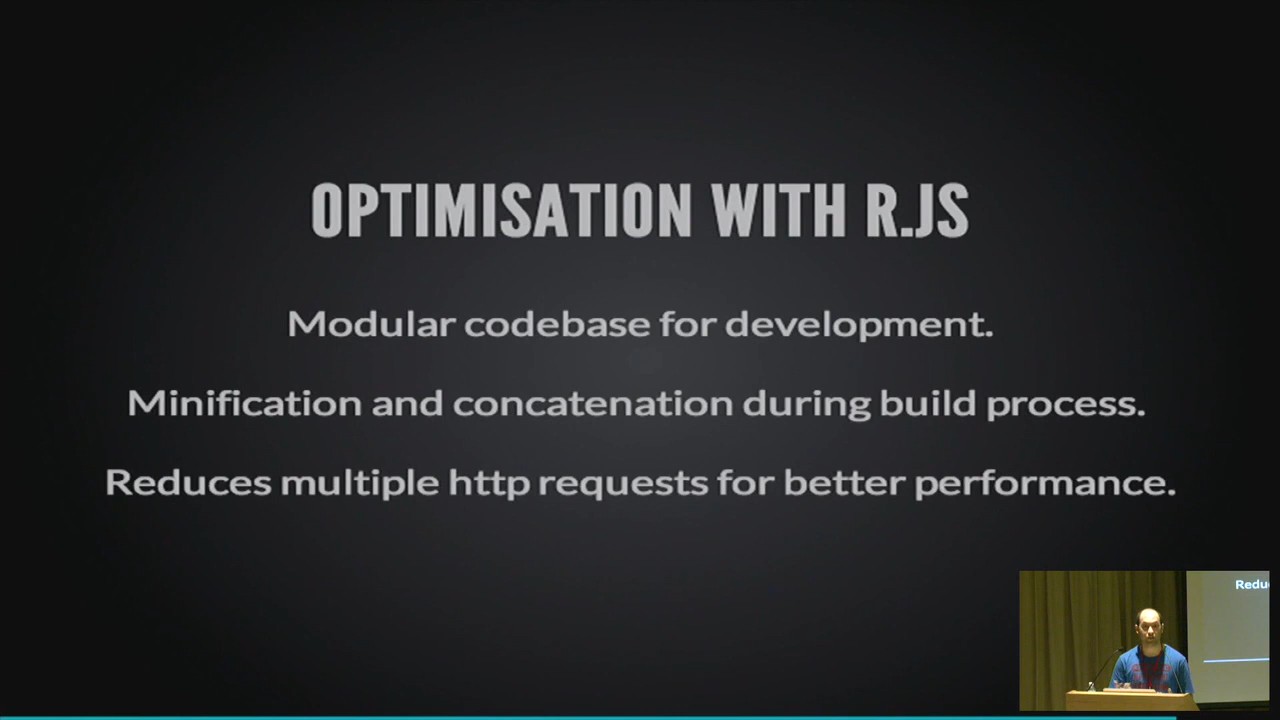 OPTIMISATION WITH R.JS
Modular codebase for development.
Minification and concatenation during build process.
Reduces multiple http requests for better performance.
Redu